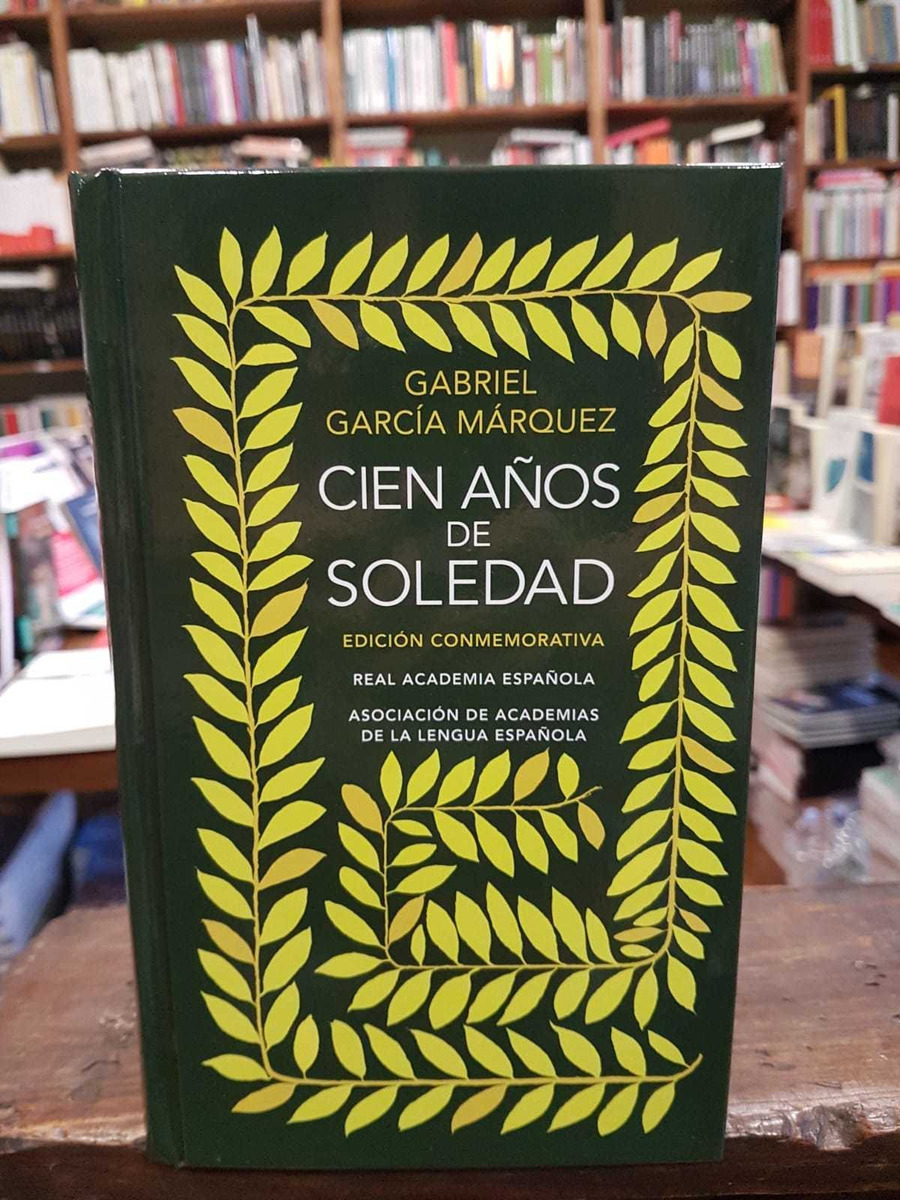 GABRIEL
GARCÍA MÁRQUEZ
CIEN AÑOS
DE
SOLEDAD
EDICIÓN CONMEMORATIVA
REAL ACADEMIA ESPAÑOLA
ASOCIACIÓN DE ACADEMIAS
DE LA LENGUA ESPAÑOLA